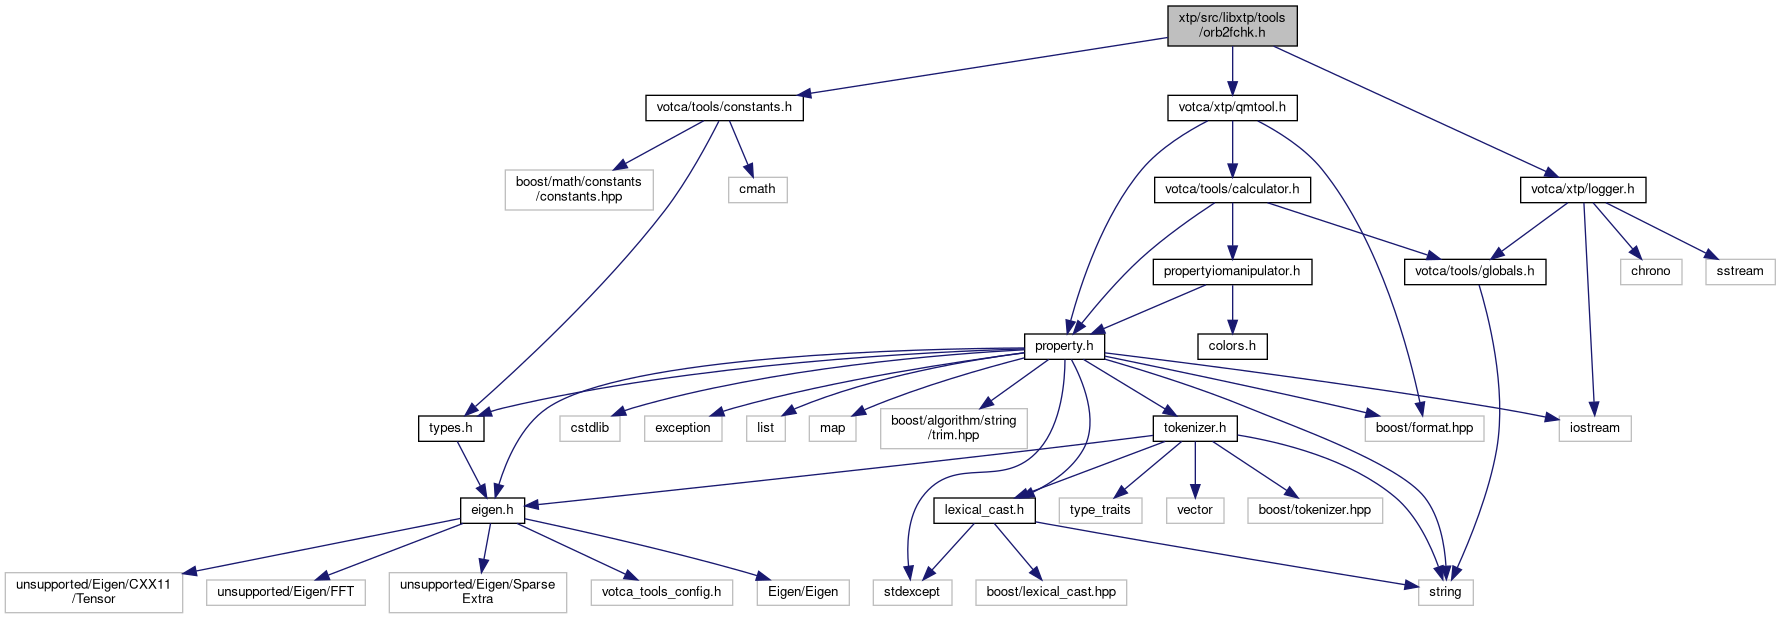 xtp/src/libxtp/tools
/orb2fchk.h
votca/tools/constants.h
votca/xtp/qmtool.h
boost/math/constants
/constants.hpp
cmath
votca/tools/calculator.h
votca/xtp/logger.h
propertyiomanipulator.h
votca/tools/globals.h
chrono
sstream
property.h
colors.h
types.h
cstdlib
exception
list
map
boost/algorithm/string
/trim.hpp
tokenizer.h
boost/format.hpp
iostream
eigen.h
lexical_cast.h
type_traits
vector
boost/tokenizer.hpp
unsupported/Eigen/CXX11
/Tensor
unsupported/Eigen/FFT
unsupported/Eigen/Sparse
Extra
votca_tools_config.h
Eigen/Eigen
stdexcept
boost/lexical_cast.hpp
string